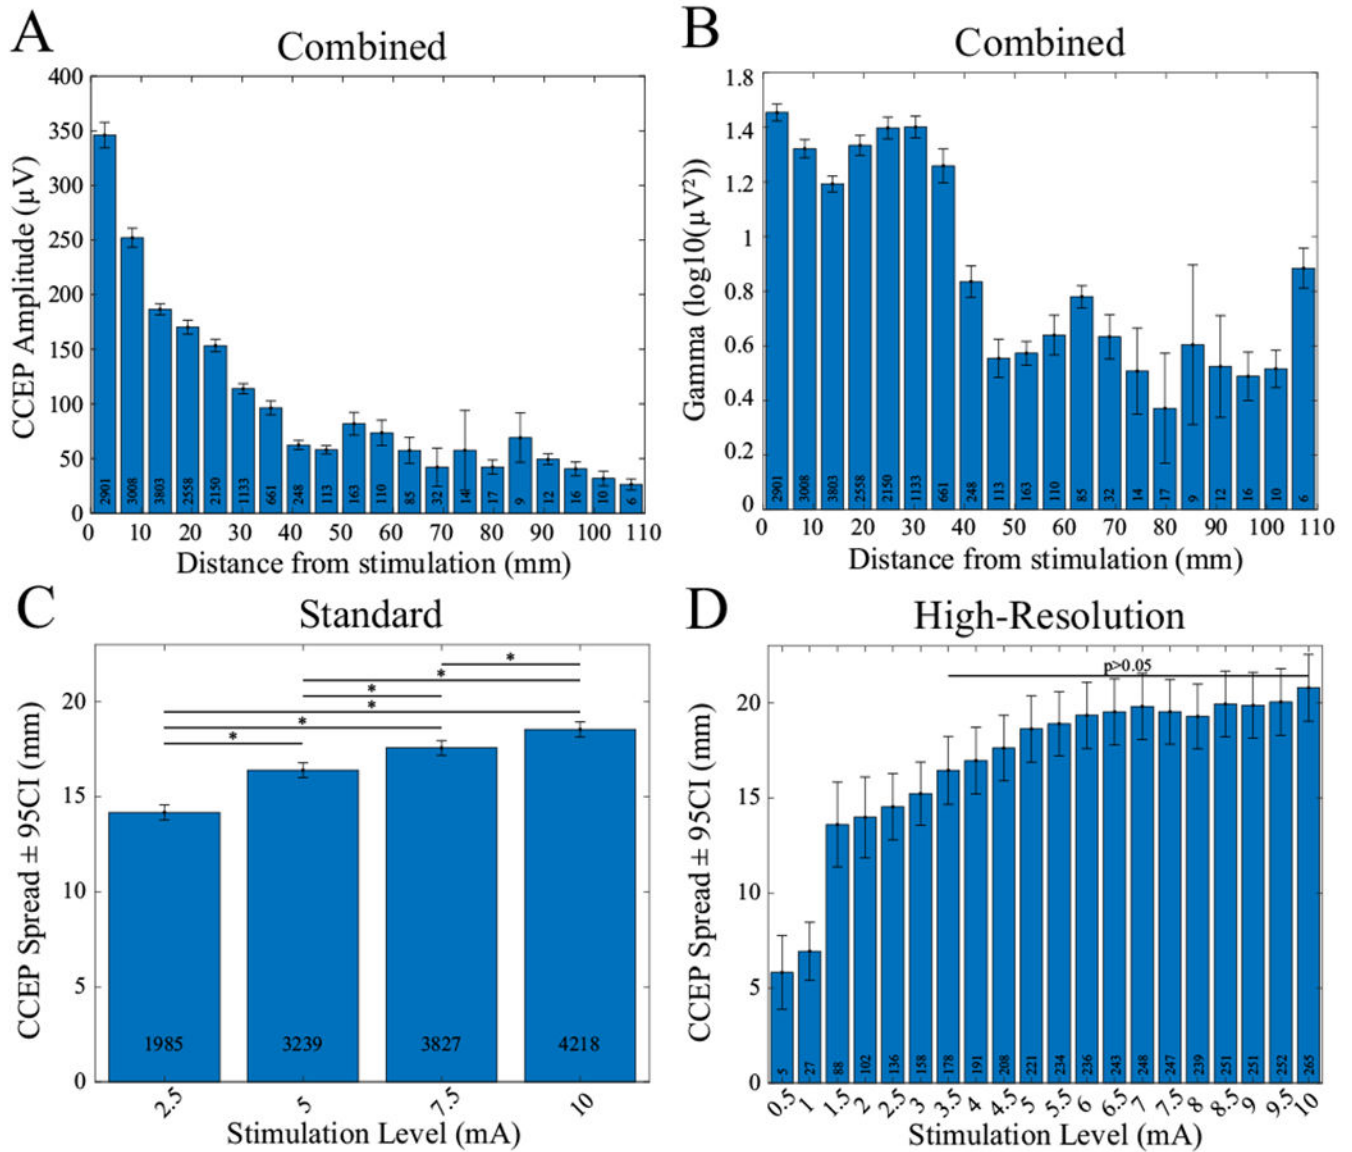 A
Combined
CCEP Amplitude (µV)
400
350
300
250
200
150
100
50
0
2901 3008 3803 2558 2150 1133 661 248 113 163 110 85 32 14 17 9 12 16 10 6
0 10 20 30 40 50 60 70 80 90 100 110
Distance from stimulation (mm)
B
Combined
Gamma (log10(µV²))
1.8
1.4
1.2
1
0.8
0.6
0.4
0.2
0
2901 3008 3803 2558 2150 1133 661 248 113 163 110 85 32 14 17 9 12 16 10 6
0 10 20 30 40 50 60 70 80 90 100 110
Distance from stimulation (mm)
C
Standard
CCEP Spread ± 95CI (mm)
20
15
10
5
0
*
*
*
*
*
*
1985 3239 3827 4218
2.5 5 7.5 10
Stimulation Level (mA)
D
High-Resolution
CCEP Spread ± 95CI (mm)
20
15
10
5
0
p>0.05
5 27 88 102 136 158 178 191 208 221 234 236 243 248 247 239 251 251 252 265
0.5 1 1.5 2 2.5 3 3.5 4 4.5 5 5.5 6 6.5 7 7.5 8 8.5 9 9.5 10
Stimulation Level (mA)